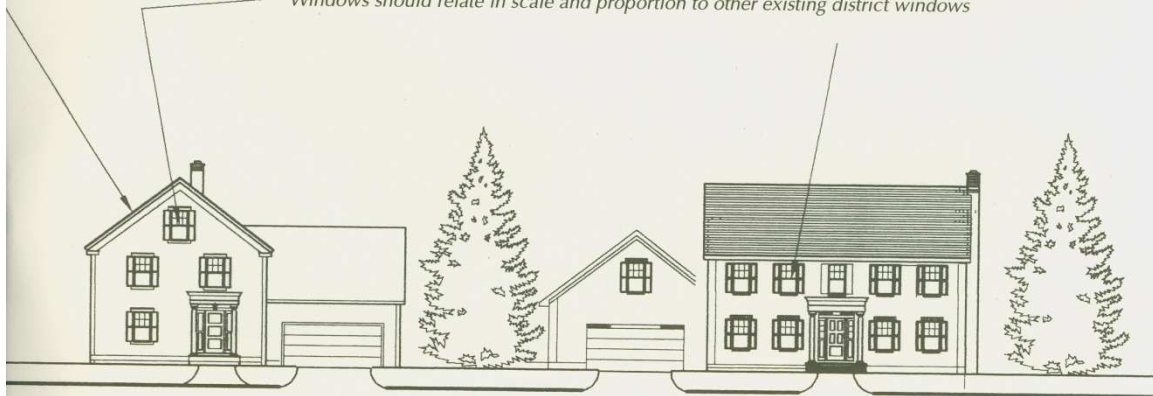 Windows should relate in scale and proportion to other existing district windows